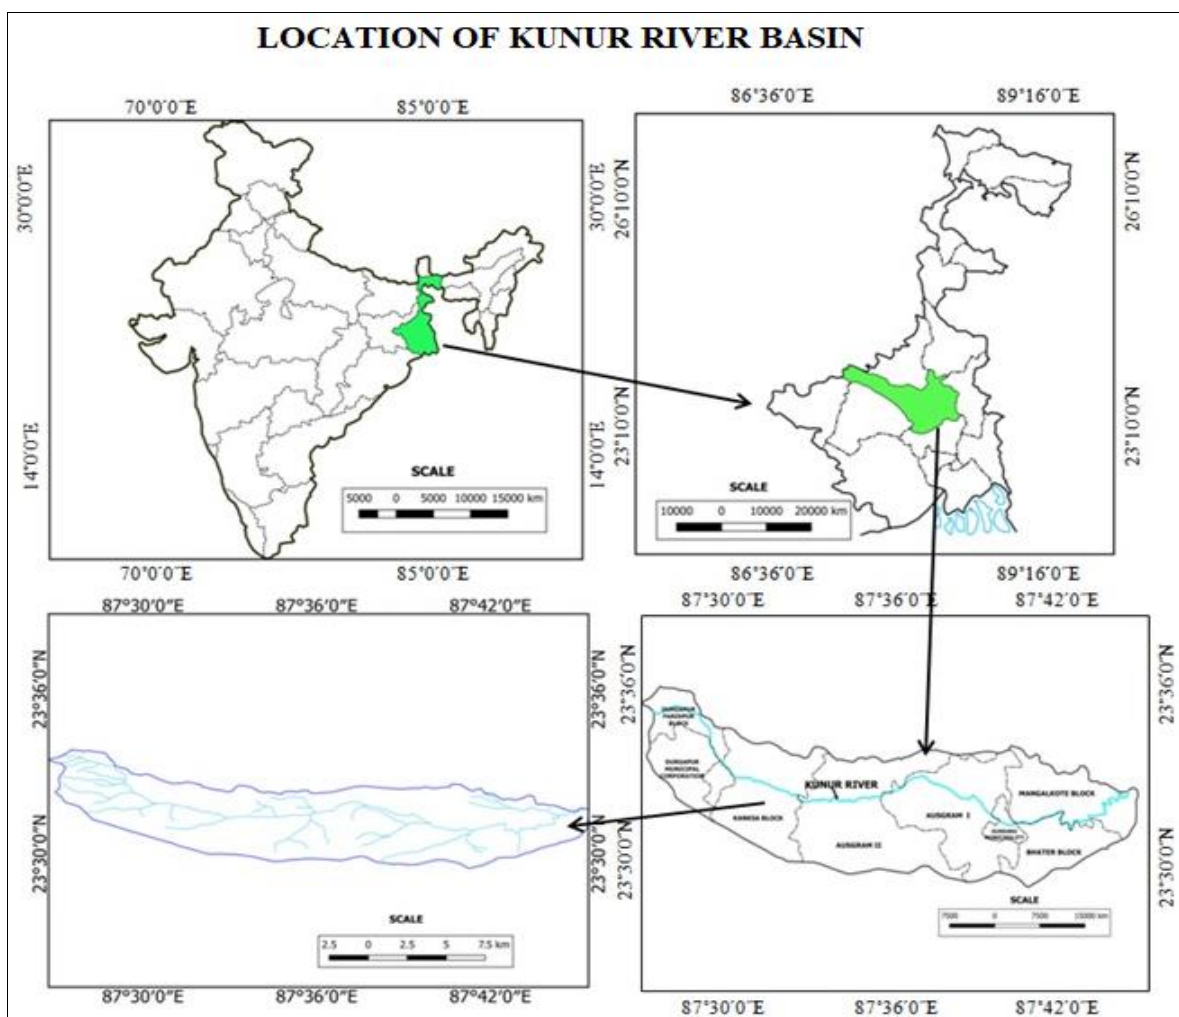 LOCATION OF KUNUR RIVER BASIN
70°0'0"E 85°0'0"E
30°0'0"E
30°0'0"E
14°0'0"E
14°0'0"E
SCALE
5000 0 5000 10000 15000 km
70°0'0"E 85°0'0"E
86°36'0"E 89°16'0"E
26°10'0"N
26°10'0"N
23°10'0"N
23°10'0"N
SCALE
10000 0 10000 20000 km
86°36'0"E 89°16'0"E
87°30'0"E 87°36'0"E 87°42'0"E
23°36'0"N
23°36'0"N
23°30'0"N
23°30'0"N
SCALE
2.5 0 2.5 5 7.5 km
87°30'0"E 87°36'0"E 87°42'0"E
87°30'0"E 87°36'0"E 87°42'0"E
23°36'0"N
23°36'0"N
23°30'0"N
23°30'0"N
BLOCK
DURGAPUR
MUNICIPAL
CORPORATION
KUNUR RIVER
MANGALKOTE BLOCK
KANKSA BLOCK
AUSGRAM I
AUSGRAM II
BHATER BLOCK
SCALE
7500 0 7500 15000 km
87°30'0"E 87°36'0"E 87°42'0"E